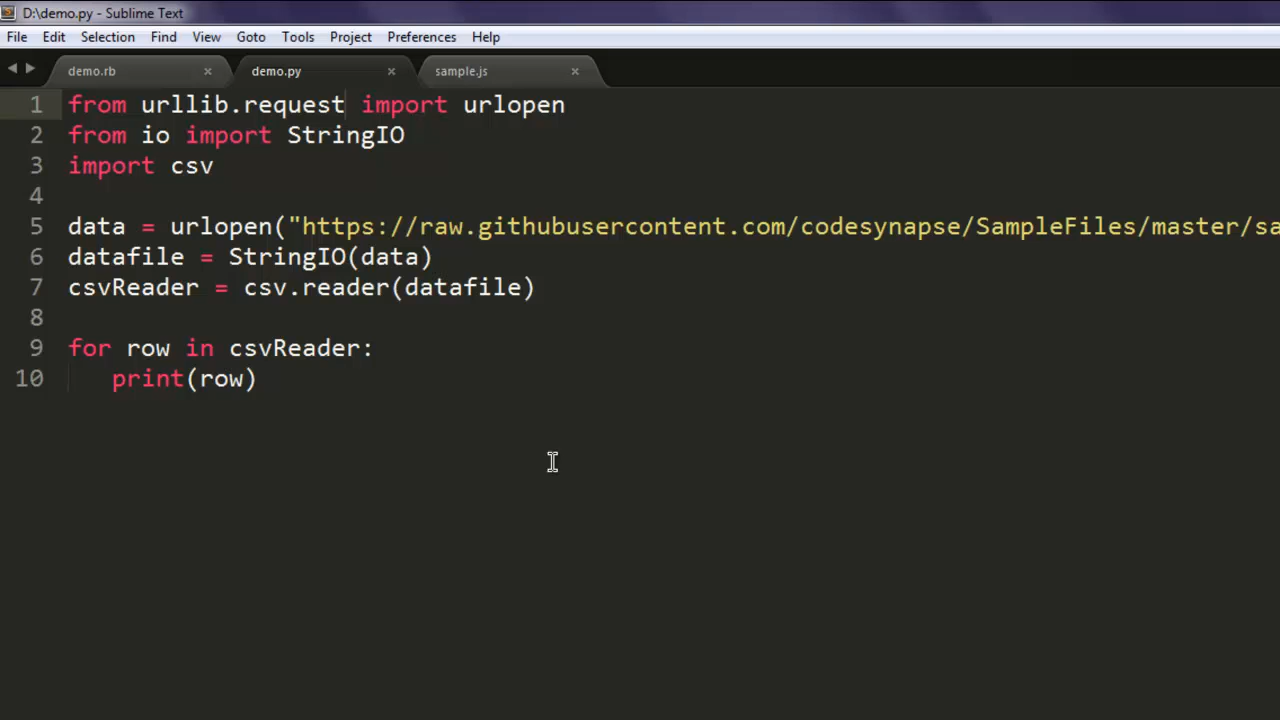 D:\demo.py - Sublime Text
File Edit Selection Find View Goto Tools Project Preferences Help
demo.rb demo.py sample.js
1 from urllib.request import urlopen
2 from io import StringIO
3 import csv
4
5 data = urlopen("https://raw.githubusercontent.com/codesynapse/SampleFiles/master/sa
6 datafile = StringIO(data)
7 csvReader = csv.reader(datafile)
8
9 for row in csvReader:
10 print(row)